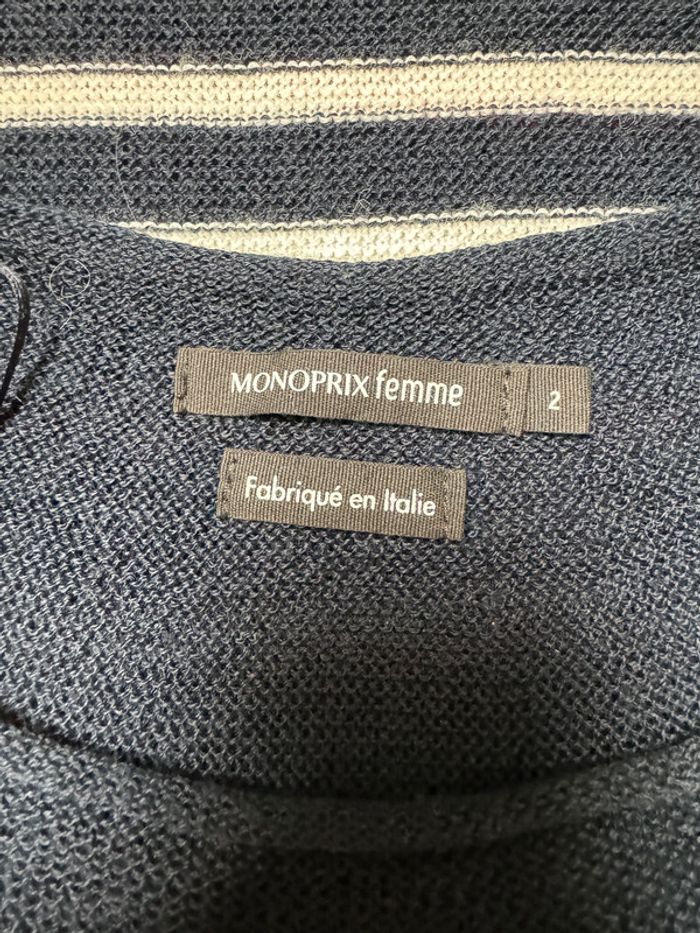 MONOPRIX femme 2
Fabriqué en Italie